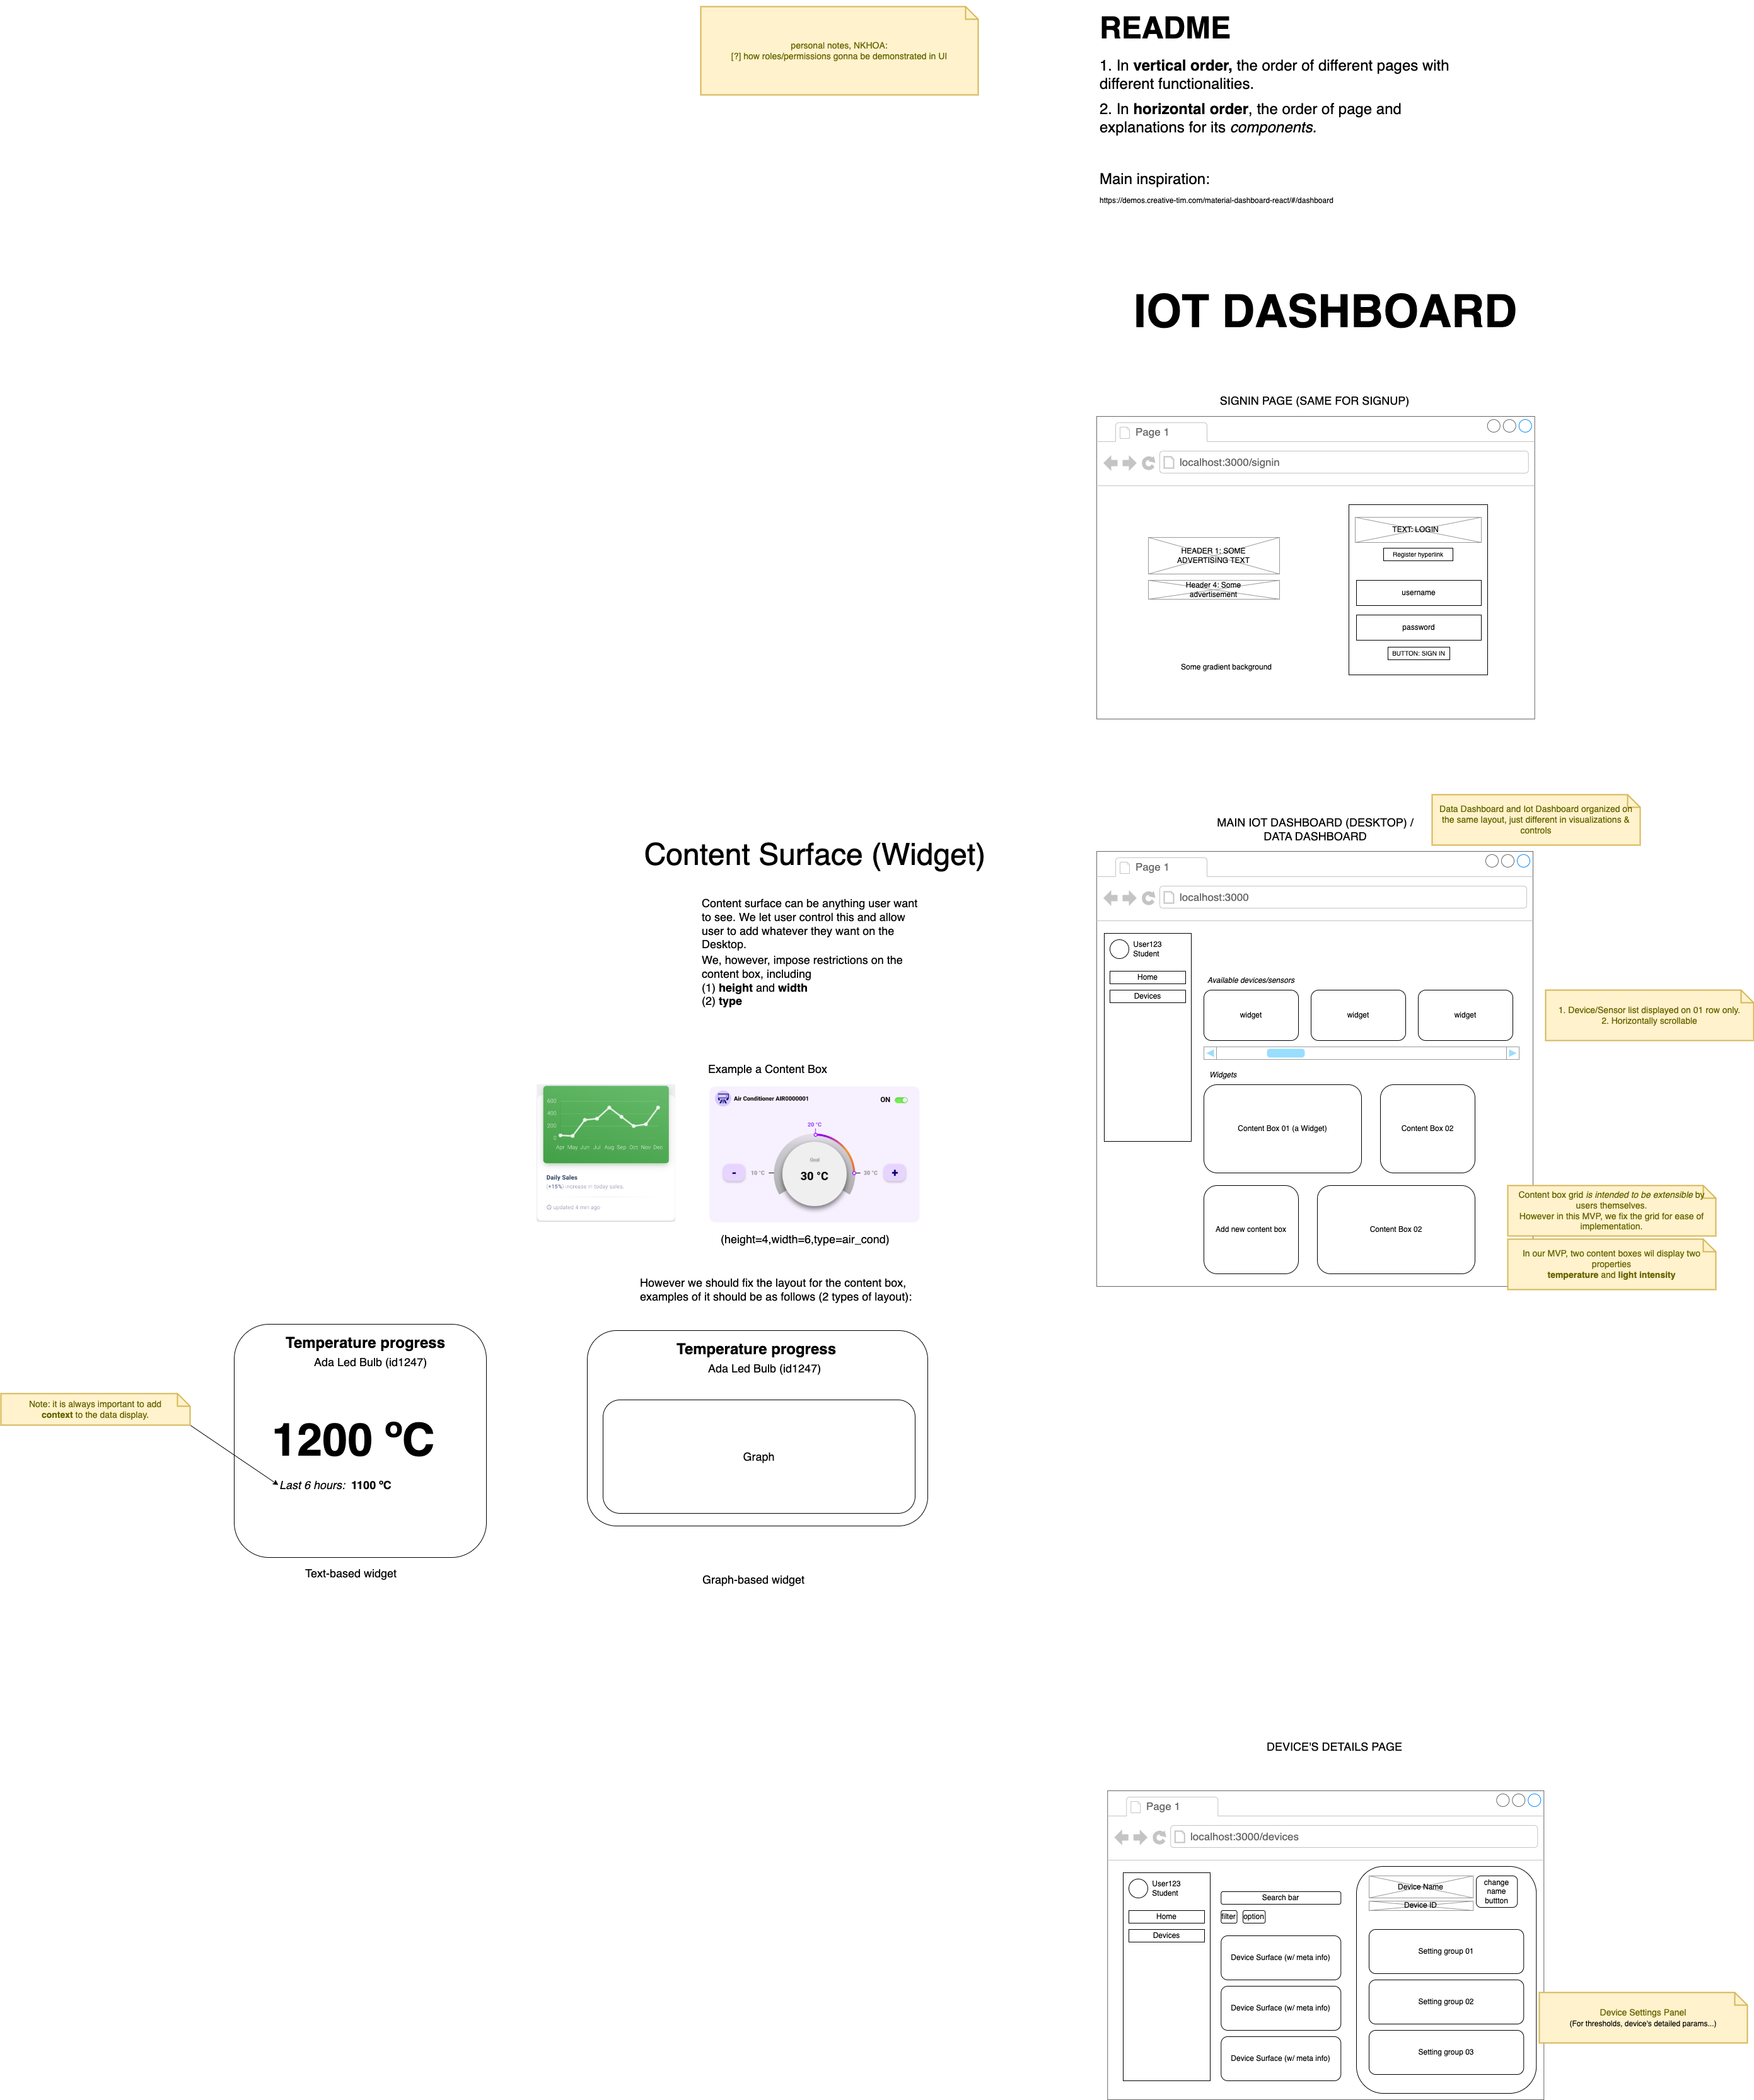 personal notes, NKHOA:
[?] how roles/permissions gonna be demonstrated in UI
README
1. In vertical order, the order of different pages with
different functionalities.
2. In horizontal order, the order of page and
explanations for its components.
Main inspiration:
https://demos.creative-tim.com/material-dashboard-react/#/dashboard
IOT DASHBOARD
SIGNIN PAGE (SAME FOR SIGNUP)
Page 1
localhost:3000/signin
HEADER 1: SOME
ADVERTISING TEXT
Header 4: Some
advertisement
Some gradient background
TEXT: LOGIN
Register hyperlink
username
password
BUTTON: SIGN IN
MAIN IOT DASHBOARD (DESKTOP) /
DATA DASHBOARD
Data Dashboard and Iot Dashboard organized on
the same layout, just different in visualizations &
controls
Page 1
localhost:3000
User123
Student
Home
Devices
Available devices/sensors
widget
widget
widget
Widgets
Content Box 01 (a Widget)
Content Box 02
Add new content box
Content Box 02
1. Device/Sensor list displayed on 01 row only.
2. Horizontally scrollable
Content box grid is intended to be extensible by
users themselves.
However in this MVP, we fix the grid for ease of
implementation.
In our MVP, two content boxes wil display two
properties
temperature and light intensity
Content Surface (Widget)
Content surface can be anything user want
to see. We let user control this and allow
user to add whatever they want on the
Desktop.
We, however, impose restrictions on the
content box, including
(1) height and width
(2) type
Example a Content Box
600
400
200
0
Apr May Jun Jul Aug Sep Oct Nov Dec
Daily Sales
(+15%) increase in today sales.
updated 4 min ago
Air Conditioner AIR0000001
ON
20 °C
-
10 °C
Goal
30 °C
30 °C
+
(height=4,width=6,type=air_cond)
However we should fix the layout for the content box,
examples of it should be as follows (2 types of layout):
Temperature progress
Ada Led Bulb (id1247)
1200 ºC
Last 6 hours: 1100 ºC
Text-based widget
Note: it is always important to add
context to the data display.
Temperature progress
Ada Led Bulb (id1247)
Graph
Graph-based widget
DEVICE'S DETAILS PAGE
Page 1
localhost:3000/devices
User123
Student
Home
Devices
Search bar
filter
option
Device Surface (w/ meta info)
Device Surface (w/ meta info)
Device Surface (w/ meta info)
Device Name
Device ID
change
name
buttton
Setting group 01
Setting group 02
Setting group 03
Device Settings Panel
(For thresholds, device's detailed params...)